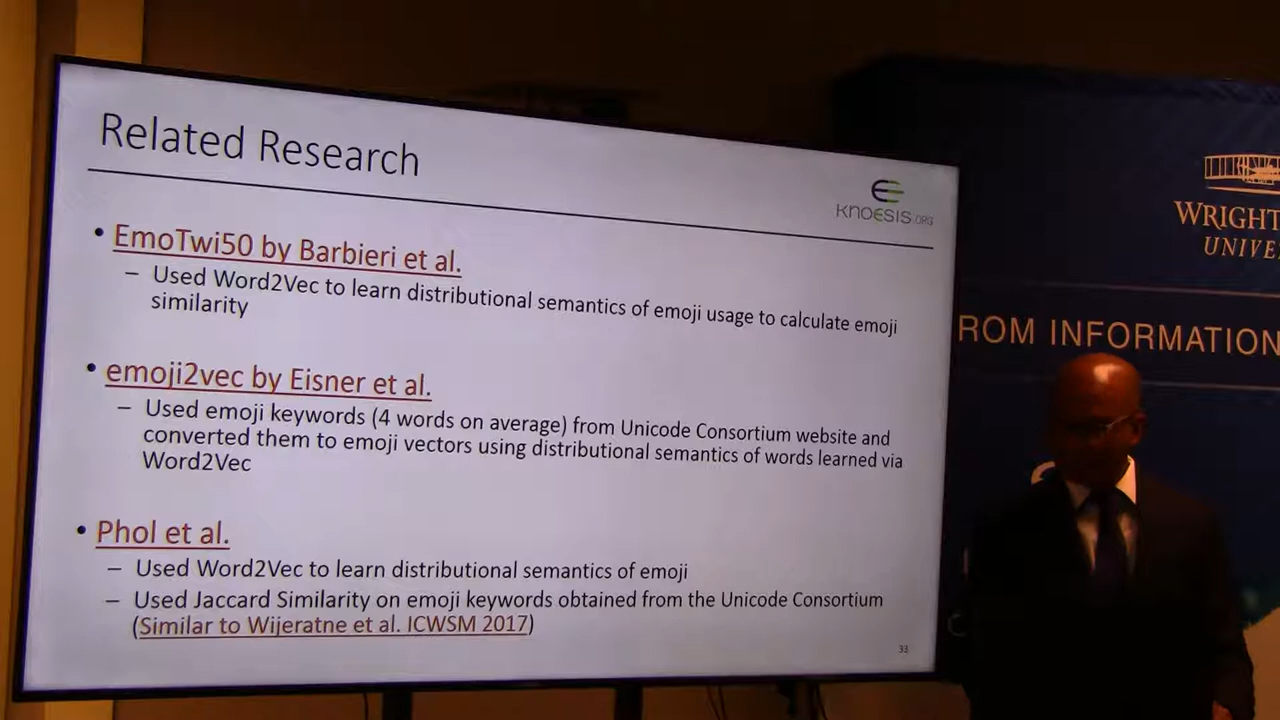 Related Research
KNOESIS.ORG
• EmoTwi50 by Barbieri et al.
– Used Word2Vec to learn distributional semantics of emoji usage to calculate emoji
similarity
• emoji2vec by Eisner et al.
– Used emoji keywords (4 words on average) from Unicode Consortium website and
converted them to emoji vectors using distributional semantics of words learned via
Word2Vec
• Phol et al.
– Used Word2Vec to learn distributional semantics of emoji
– Used Jaccard Similarity on emoji keywords obtained from the Unicode Consortium
(Similar to Wijeratne et al. ICWSM 2017)
33
WRIGHT
UNIVE
ROM INFORMATION